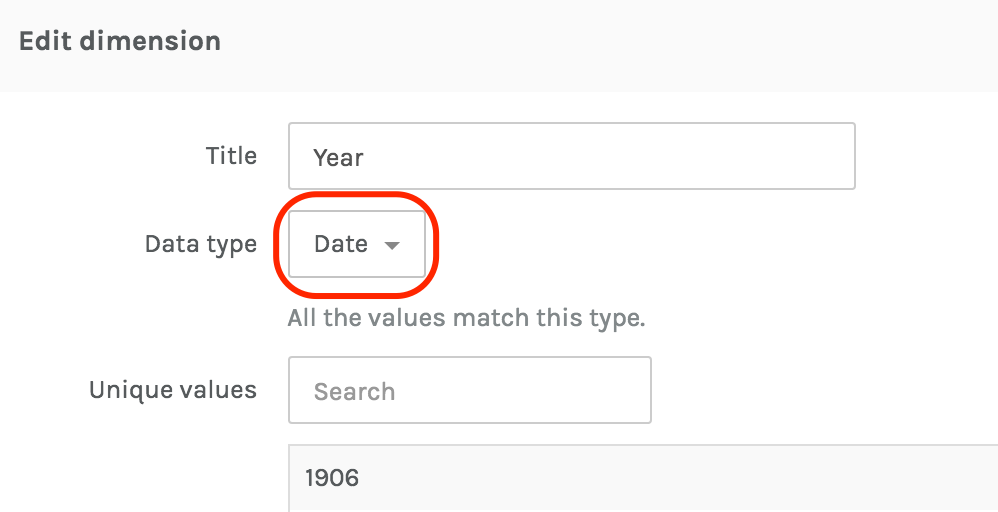 Edit dimension
Title Year
Data type Date
All the values match this type.
Unique values Search
1906